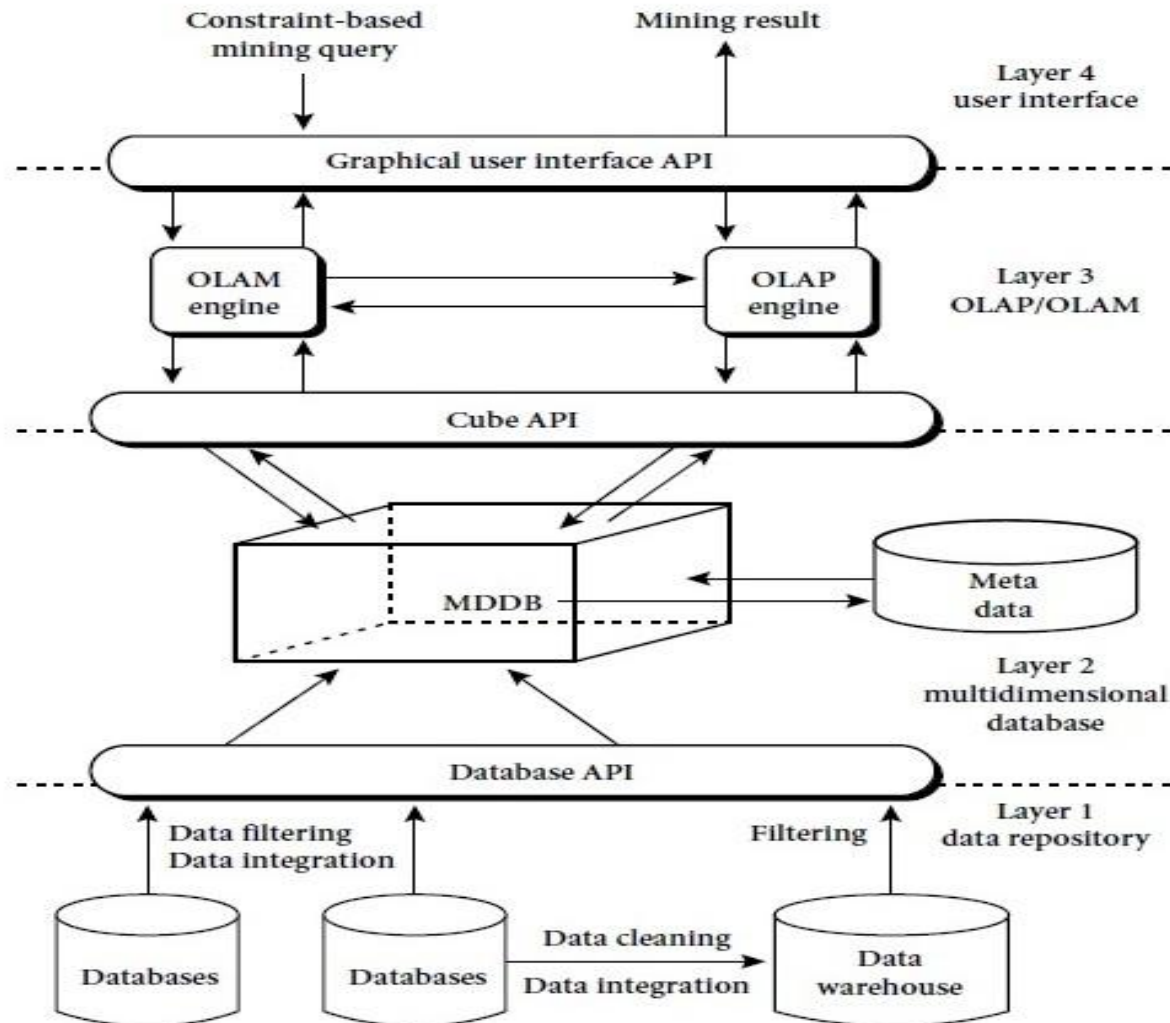 Constraint-based
mining query
Mining result
Layer 4
user interface
Graphical user interface API
OLAM
engine
OLAP
engine
Layer 3
OLAP/OLAM
Cube API
MDDB
Meta
data
Layer 2
multidimensional
database
Database API
Layer 1
data repository
Data filtering
Data integration
Filtering
Databases
Databases
Data cleaning
Data integration
Data
warehouse